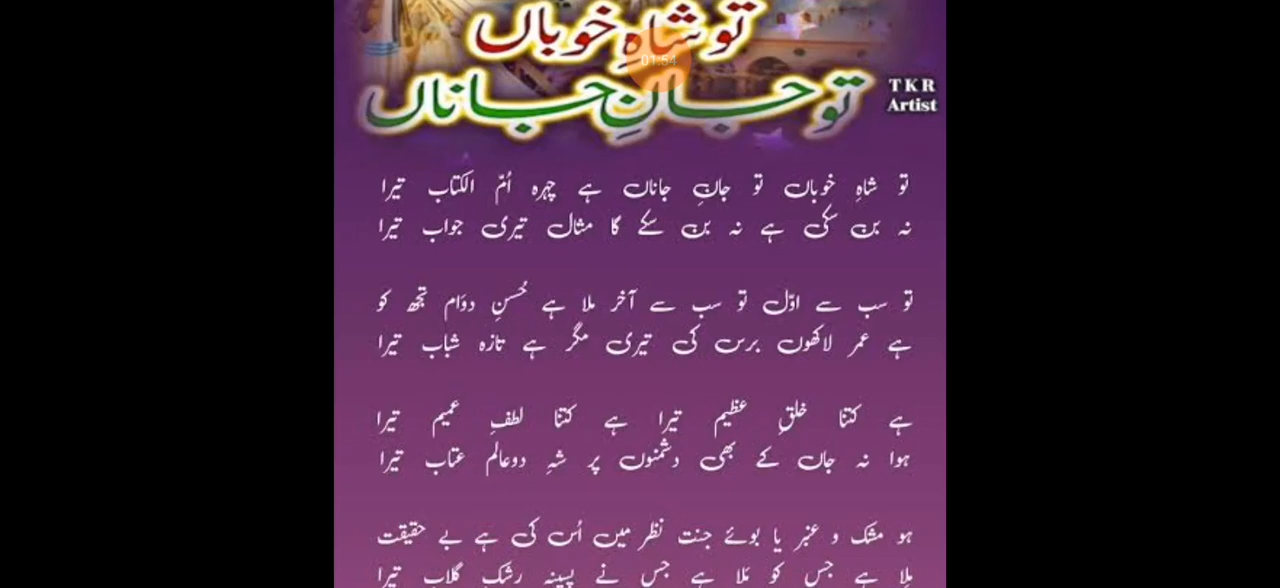 تو شاہِ خوباں
01:54
تو جانِ جاناں
TKR
Artist
تو شاہِ خوباں تو جانِ جاناں ہے چہرہ اُمّ الکتاب تیرا
نہ بن سکی ہے نہ بن سکے گا مثال تیری جواب تیرا
تو سب سے اوّل تو سب سے آخر ملا ہے حُسنِ دوام تجھ کو
ہے عمر لاکھوں برس کی تیری مگر ہے تازہ شباب تیرا
ہے کتنا خلقِ عظیم تیرا ہے کتنا لطفِ عمیم تیرا
ہوا نہ جاں کے بھی دشمنوں پر شہِ دوعالم عتاب تیرا
ہو مشک و عنبر یا بوئے جنت نظر میں اُس کی ہے بے حقیقت
مِلا ہے جس کو مَلا ہے جس نے پسینہ رشکِ گلاب تیرا